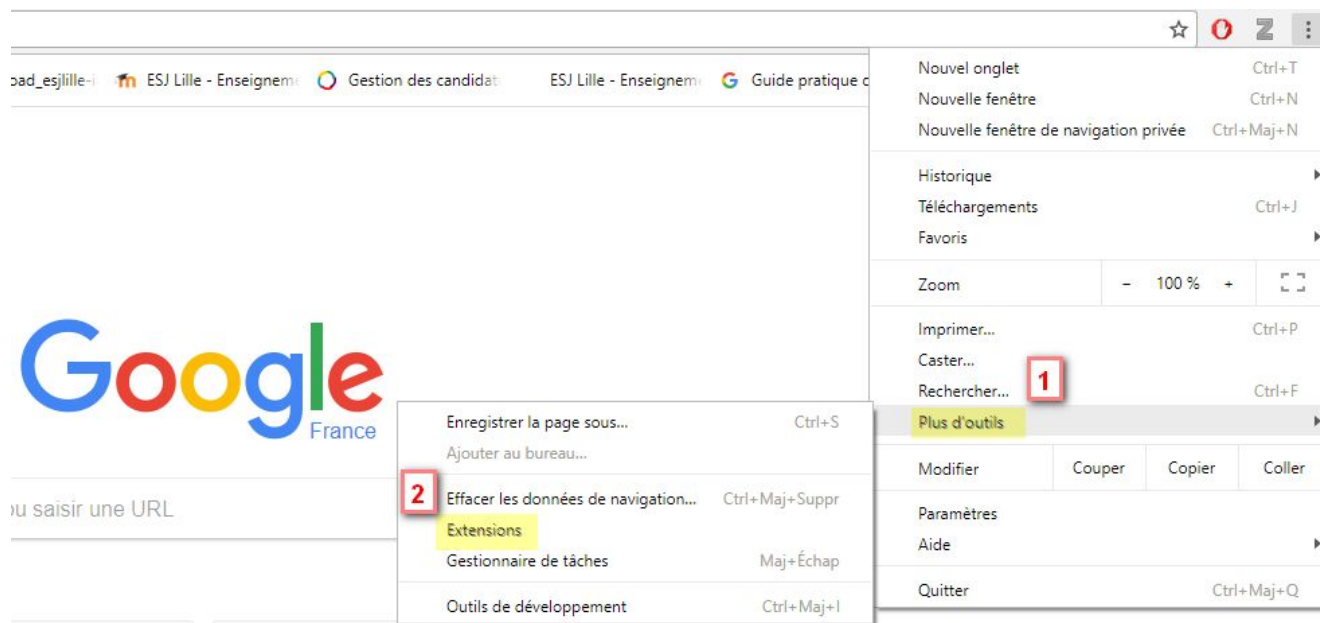 oad_esjlille-i ESJ Lille - Enseigneme Gestion des candidat ESJ Lille - Enseignem Guide pratique d
Nouvel onglet Ctrl+T
Nouvelle fenêtre Ctrl+N
Nouvelle fenêtre de navigation privée Ctrl+Maj+N
Historique
Téléchargements Ctrl+J
Favoris
Zoom - 100 % +
Imprimer... Ctrl+P
Caster...
Rechercher... Ctrl+F
1
Plus d'outils
Modifier Couper Copier Coller
Paramètres
Aide
Quitter Ctrl+Maj+Q
Google
France
ou saisir une URL
Enregistrer la page sous... Ctrl+S
Ajouter au bureau...
2
Effacer les données de navigation... Ctrl+Maj+Suppr
Extensions
Gestionnaire de tâches Maj+Échap
Outils de développement Ctrl+Maj+I